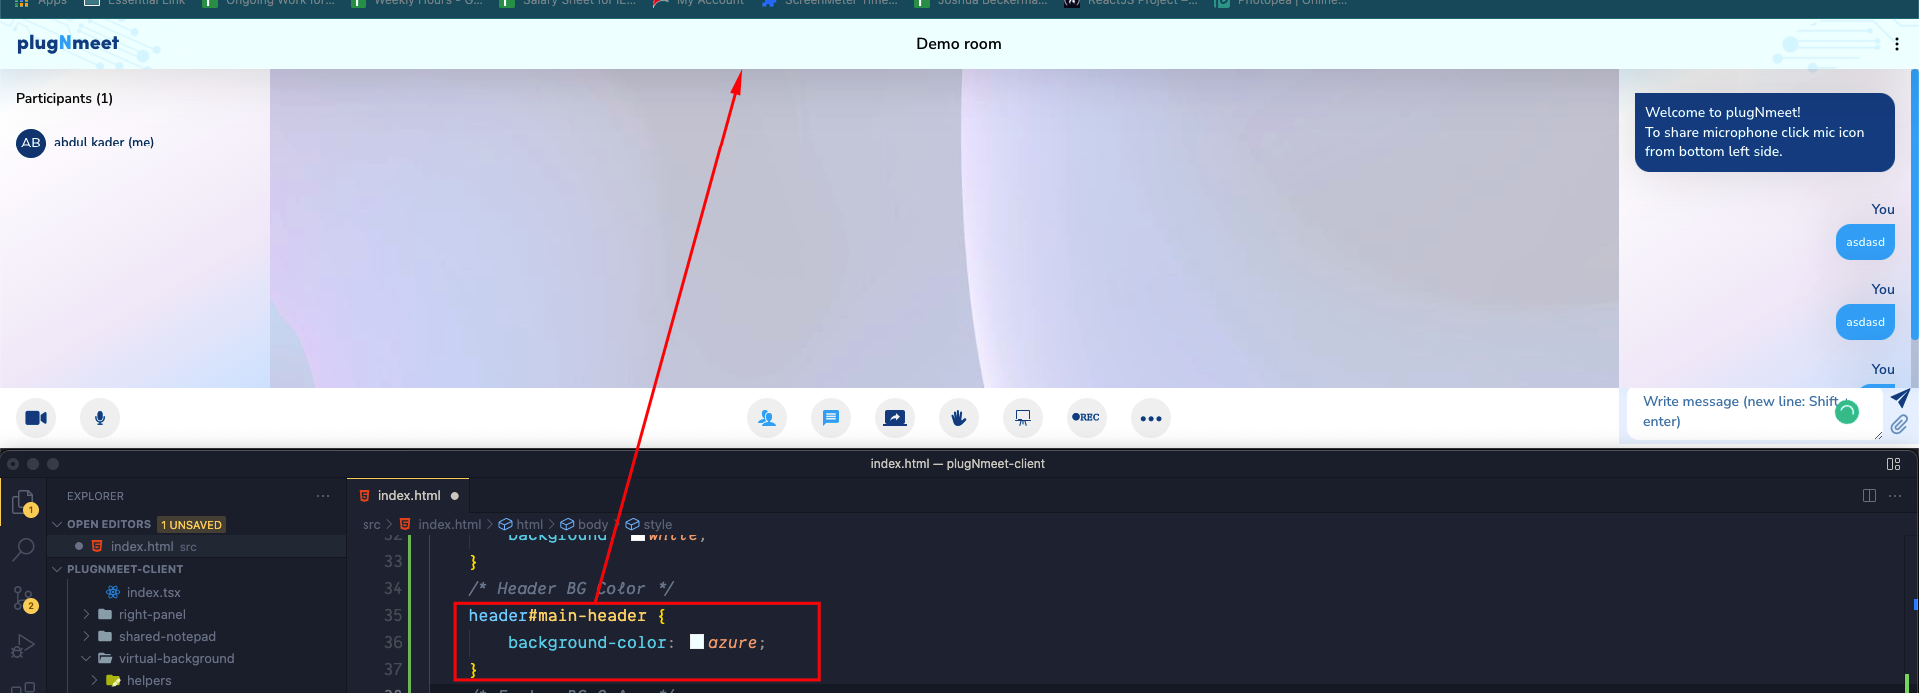 Apps
Essential Link
Ongoing Work for...
Weekly Hours - G...
Salary Sheet for IE...
My Account
ScreenMeter Time...
Joshua Beckerma...
ReactJS Project –...
Photopea | Online...
plugNmeet
Demo room
Participants (1)
AB
abdul kader (me)
Welcome to plugNmeet!
To share microphone click mic icon
from bottom left side.
You
asdasd
You
asdasd
You
REC
Write message (new line: Shift +
enter)
index.html — plugNmeet-client
EXPLORER
index.html
1
OPEN EDITORS
1 UNSAVED
src > index.html > html > body > style
index.html src
32 background: white;
33 }
PLUGNMEET-CLIENT
34 /* Header BG Color */
index.tsx
2
35 header#main-header {
right-panel
36 background-color: azure;
shared-notepad
37 }
virtual-background
38 /* Footer BG Color */
helpers